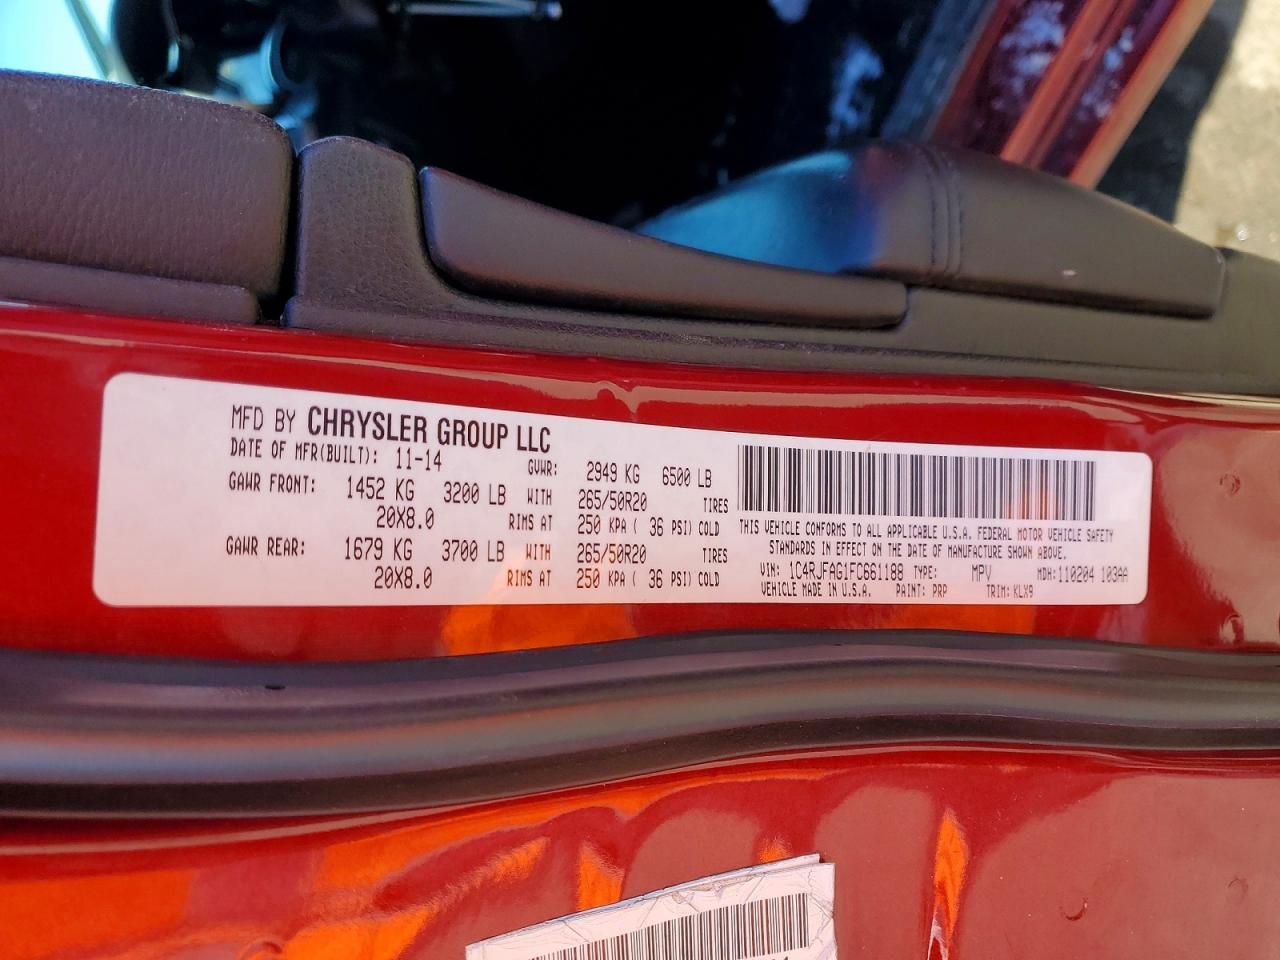 MFD BY CHRYSLER GROUP LLC
DATE OF MFR(BUILT): 11-14 GVWR: 2949 KG 6500 LB
GAWR FRONT: 1452 KG 3200 LB WITH 265/50R20 TIRES
20X8.0 RIMS AT 250 KPA ( 36 PSI) COLD
GAWR REAR: 1679 KG 3700 LB WITH 265/50R20 TIRES
20X8.0 RIMS AT 250 KPA ( 36 PSI) COLD
THIS VEHICLE CONFORMS TO ALL APPLICABLE U.S.A. FEDERAL MOTOR VEHICLE SAFETY
STANDARDS IN EFFECT ON THE DATE OF MANUFACTURE SHOWN ABOVE.
VIN: 1C4RJFAG1FC661188 TYPE: MPV MDH: 110204 103AA
VEHICLE MADE IN U.S.A. PAINT: PRP TRIM: KLX9